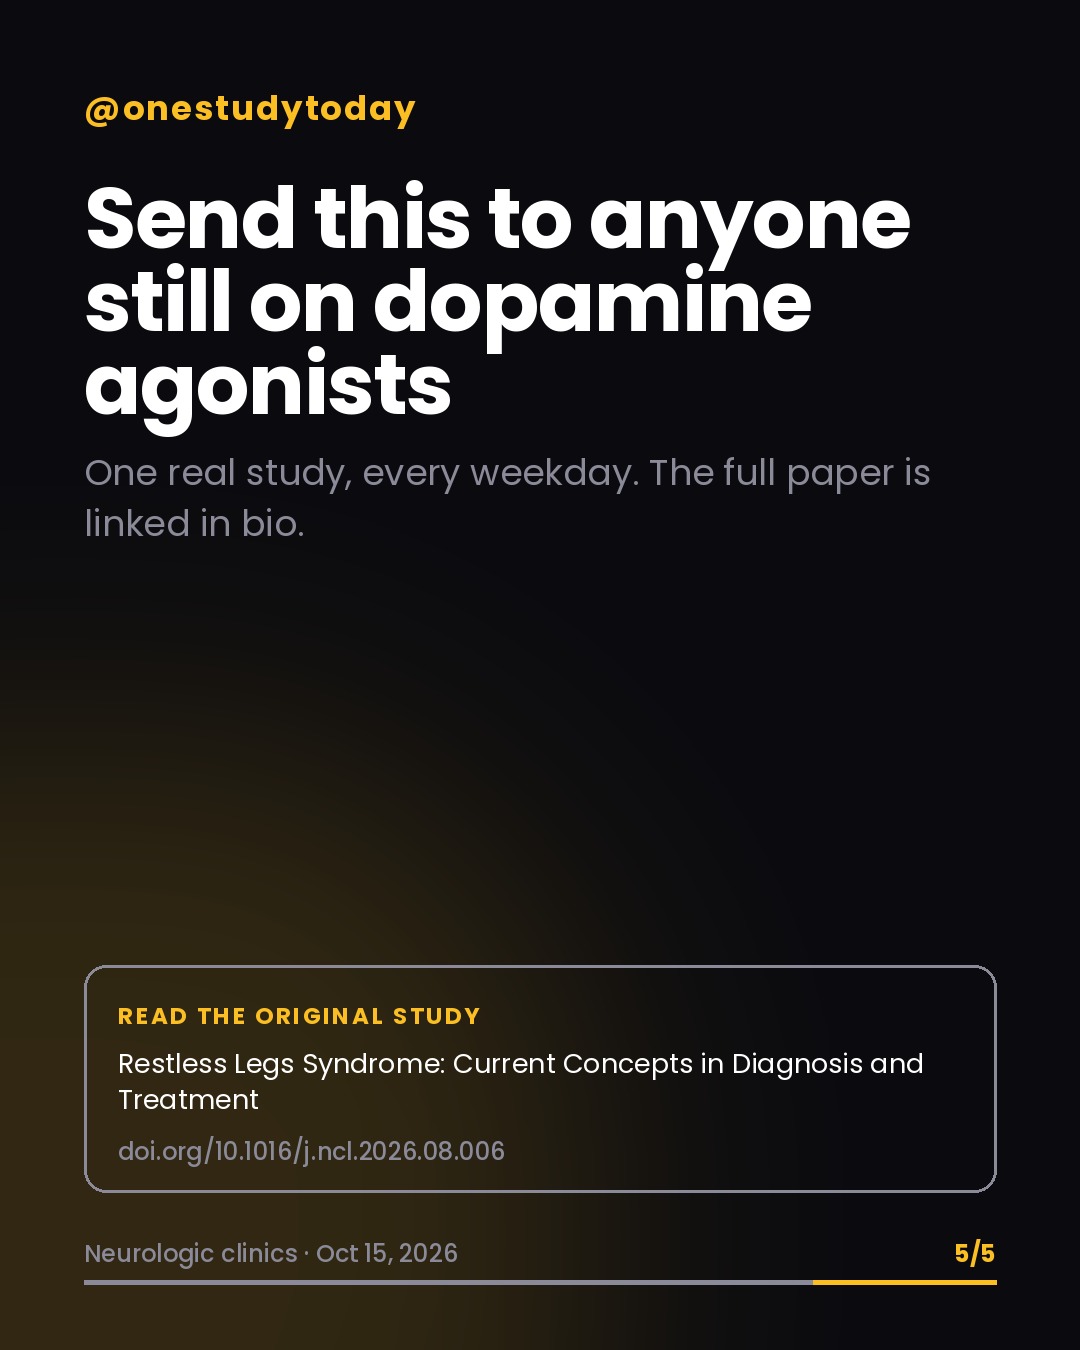 @onestudytoday
Send this to anyone
still on dopamine
agonists
One real study, every weekday. The full paper is
linked in bio.
READ THE ORIGINAL STUDY
Restless Legs Syndrome: Current Concepts in Diagnosis and
Treatment
doi.org/10.1016/j.ncl.2026.08.006
Neurologic clinics · Oct 15, 2026
5/5